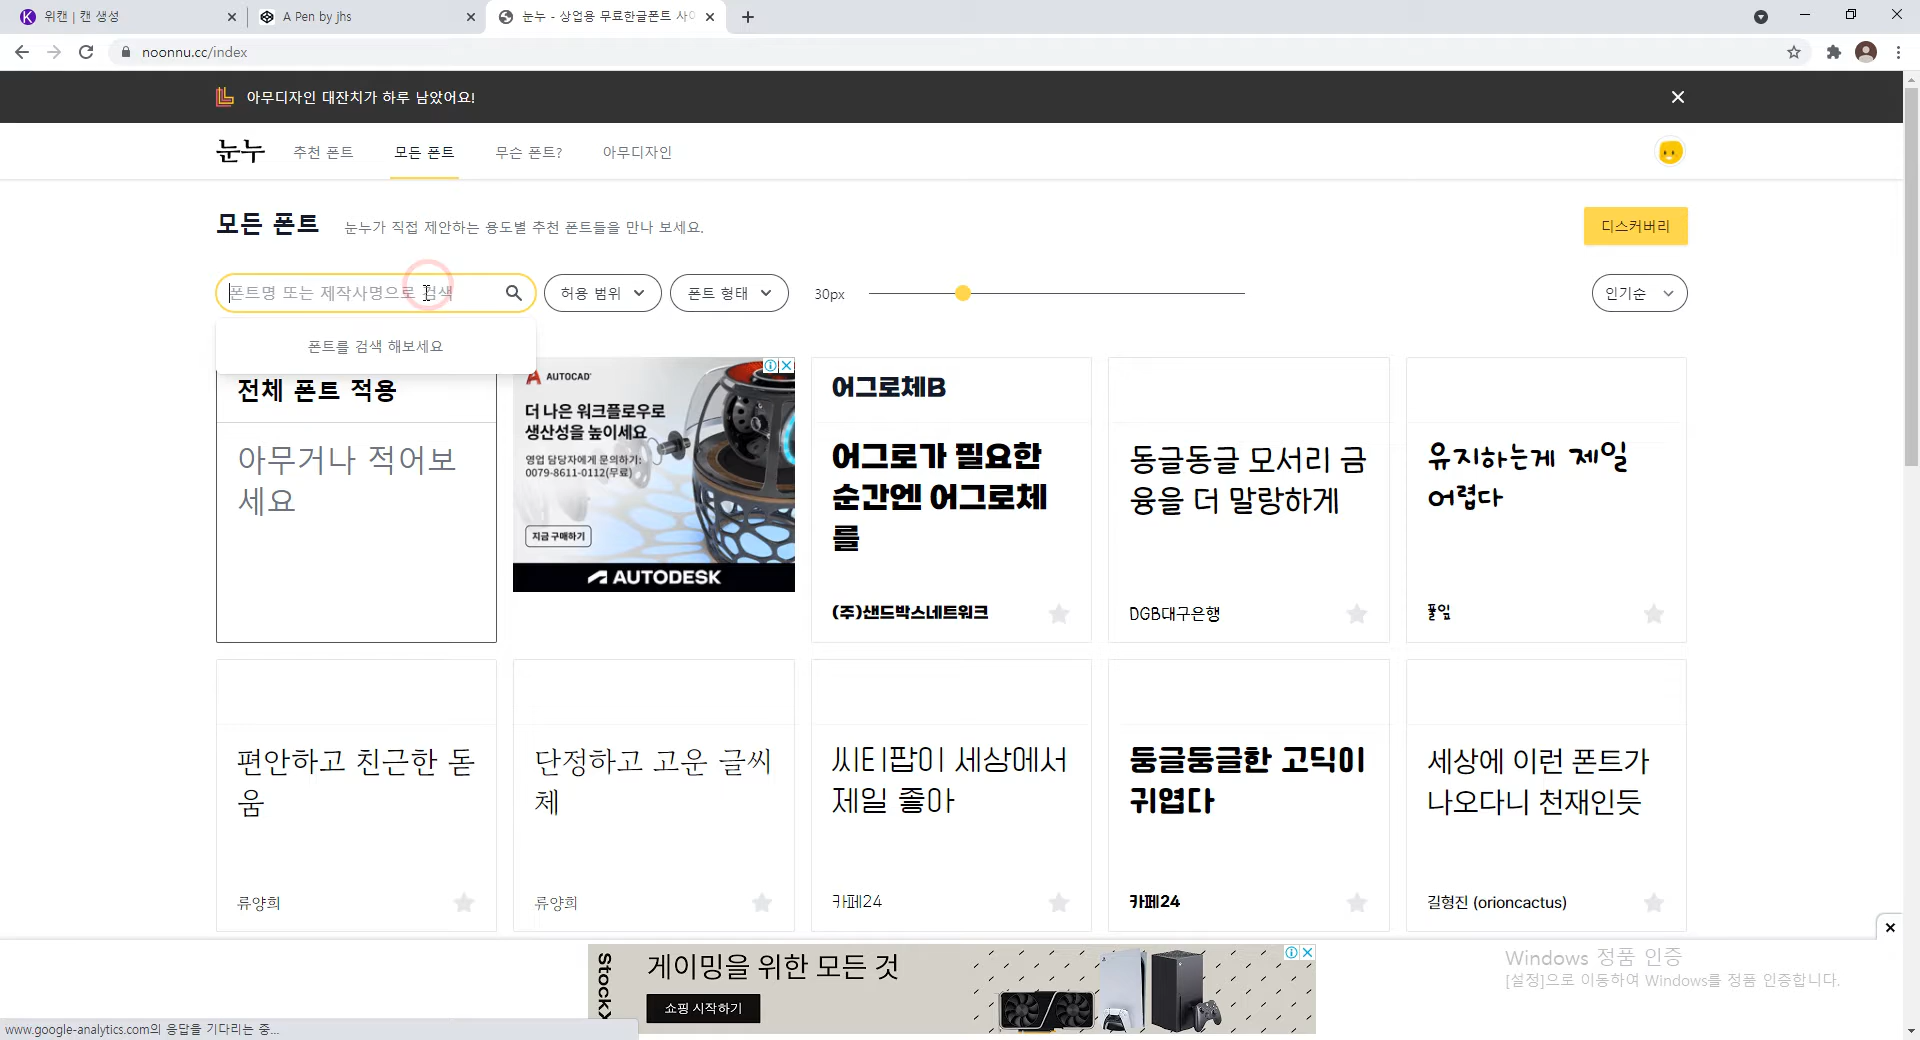 위캔 | 캔 생성
A Pen by jhs
눈누 - 상업용 무료한글폰트 사이
noonnu.cc/index
아무디자인 대잔치가 하루 남았어요!
눈누
추천 폰트
모든 폰트
무슨 폰트?
아무디자인
모든 폰트
눈누가 직접 제안하는 용도별 추천 폰트들을 만나 보세요.
디스커버리
폰트명 또는 제작사명으로 검색
허용 범위
폰트 형태
30px
인기순
폰트를 검색 해보세요
전체 폰트 적용
아무거나 적어보
세요
AUTOCAD
더 나은 워크플로우로
생산성을 높이세요
영업 담당자에게 문의하기:
0079-8611-0112(무료)
지금 구매하기
AUTODESK
어그로체B
어그로가 필요한
순간엔 어그로체
를
(주)샌드박스네트워크
동글동글 모서리 금
융을 더 말랑하게
DGB대구은행
유지하는게 제일
어렵다
풀잎
편안하고 친근한 돋
움
류양희
단정하고 고운 글씨
체
류양희
씨티팝이 세상에서
제일 좋아
카페24
둥글둥글한 고딕이
귀엽다
카페24
세상에 이런 폰트가
나오다니 천재인듯
길형진 (orioncactus)
StockX
게이밍을 위한 모든 것
쇼핑 시작하기
Windows 정품 인증
[설정]으로 이동하여 Windows를 정품 인증합니다.
www.google-analytics.com의 응답을 기다리는 중...